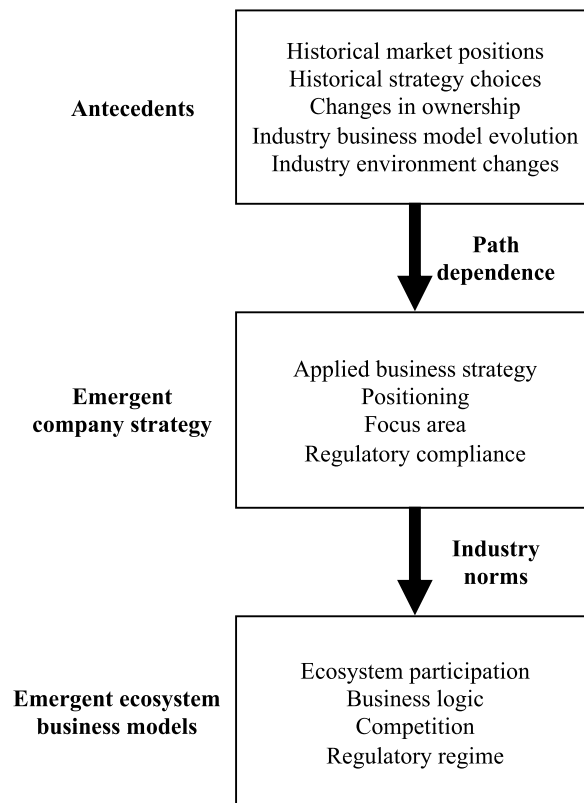 Antecedents
Historical market positions
Historical strategy choices
Changes in ownership
Industry business model evolution
Industry environment changes
Path
dependence
Emergent
company strategy
Applied business strategy
Positioning
Focus area
Regulatory compliance
Industry
norms
Emergent ecosystem
business models
Ecosystem participation
Business logic
Competition
Regulatory regime